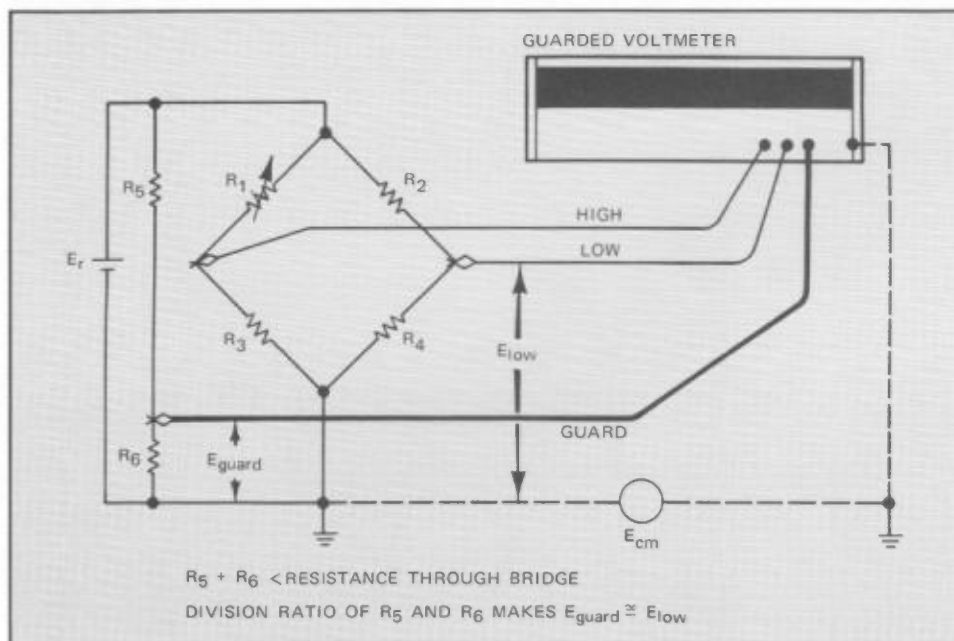 GUARDED VOLTMETER
R5
R1
R2
HIGH
LOW
Er
R3
R4
Elow
GUARD
R6
Eguard
Ecm
R5 + R6 < RESISTANCE THROUGH BRIDGE
DIVISION RATIO OF R5 AND R6 MAKES Eguard ≅ Elow